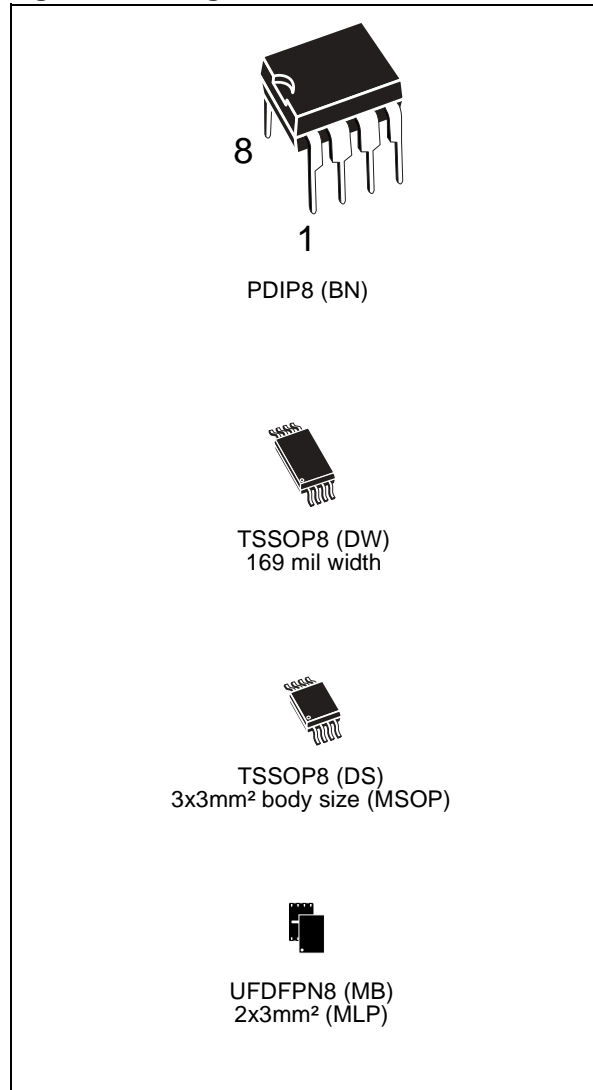 8
1
PDIP8 (BN)
TSSOP8 (DW)
169 mil width
TSSOP8 (DS)
3x3mm² body size (MSOP)
UFDFPN8 (MB)
2x3mm² (MLP)